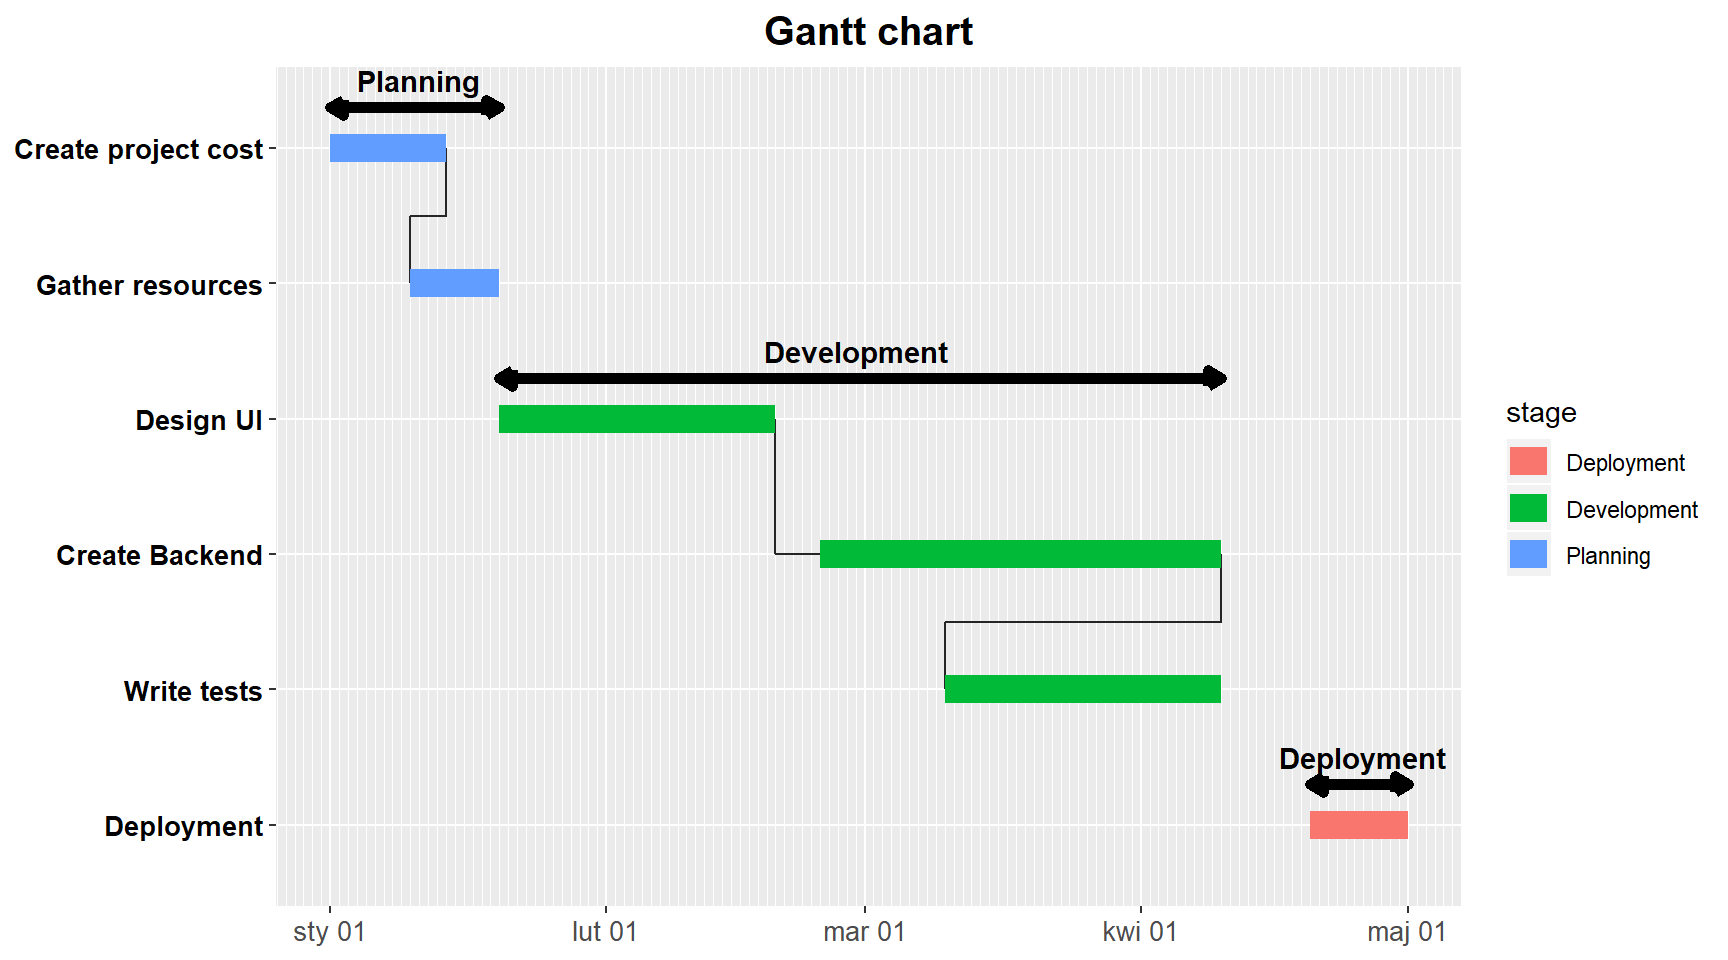 Gantt chart
Planning
Create project cost
Gather resources
Development
Design UI
Create Backend
Write tests
Deployment
Deployment
sty 01
lut 01
mar 01
kwi 01
maj 01
stage
Deployment
Development
Planning